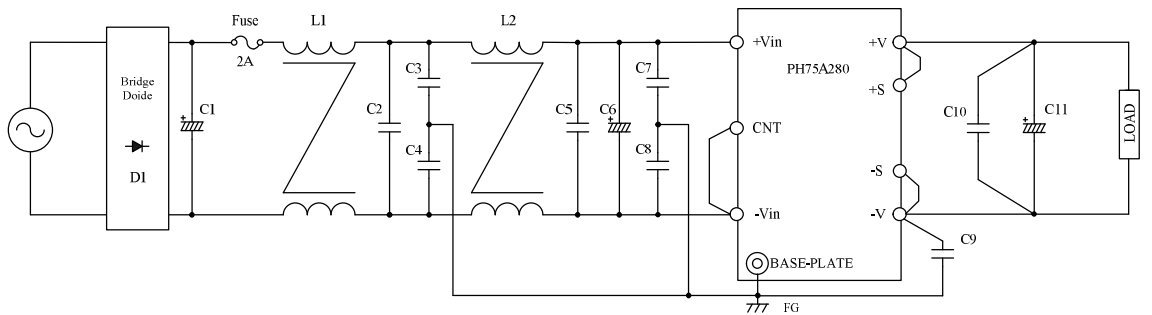 Fuse
2A
L1
L2
Bridge
Doide
D1
+
C1
C2
C3
C4
C5
+
C6
C7
C8
+Vin
CNT
-Vin
PH75A280
+V
+S
-S
-V
BASE-PLATE
FG
C9
C10
+
C11
LOAD